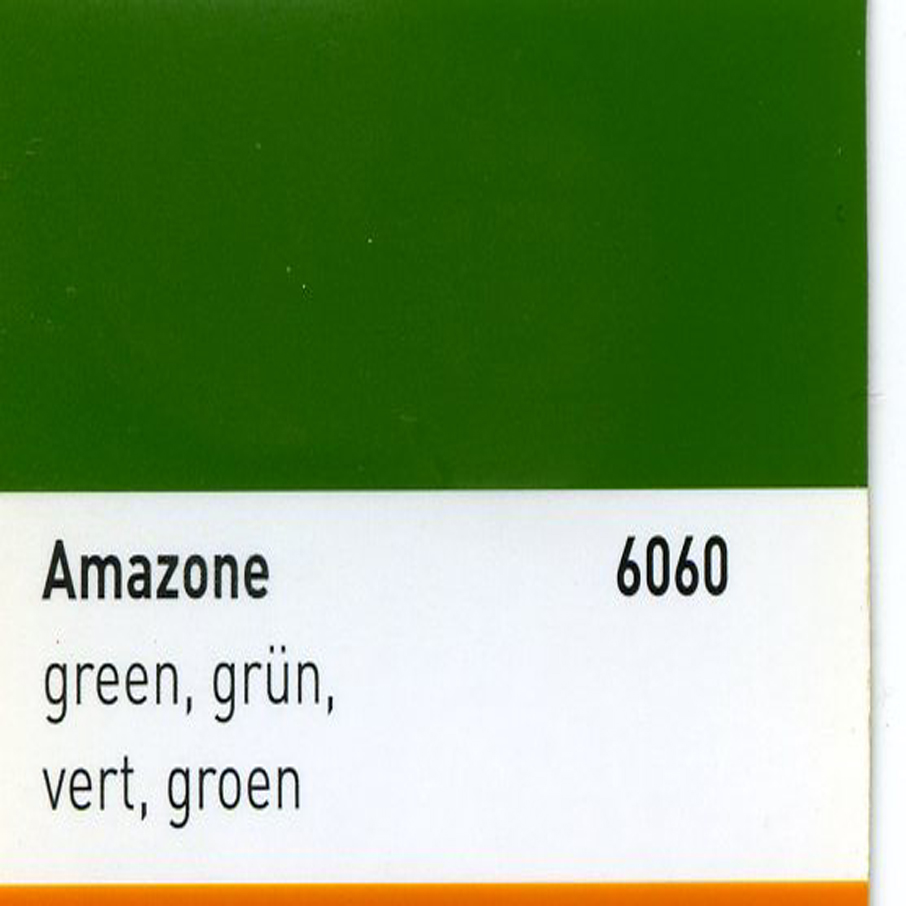 Amazone 6060
green, grün,
vert, groen